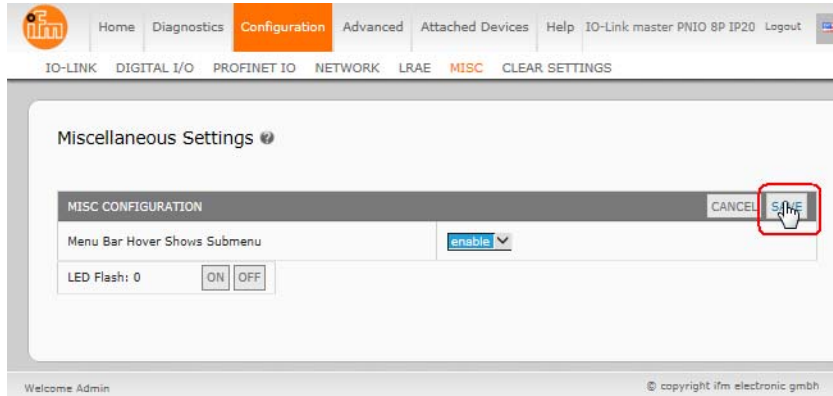 ifm Home Diagnostics Configuration Advanced Attached Devices Help IO-Link master PNIO 8P IP20 Logout
IO-LINK DIGITAL I/O PROFINET IO NETWORK LRAE MISC CLEAR SETTINGS
Miscellaneous Settings ?
MISC CONFIGURATION CANCEL SAVE
Menu Bar Hover Shows Submenu enable
LED Flash: 0 ON OFF
Welcome Admin © copyright ifm electronic gmbh